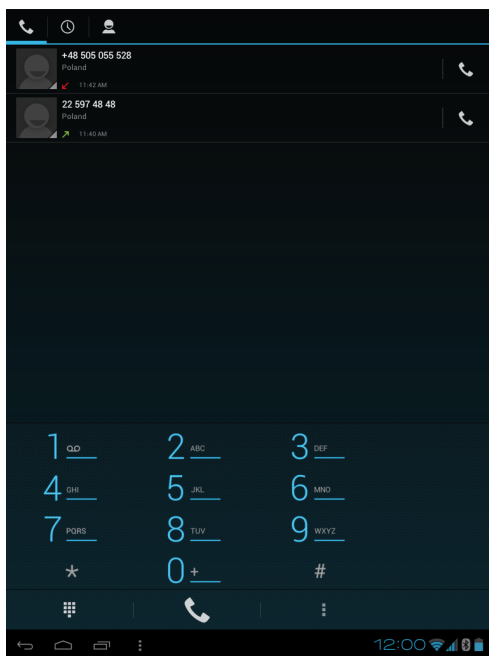 +48 505 055 528
Poland
11:42 AM
22 597 48 48
Poland
11:40 AM
1
2 ABC
3 DEF
4 GHI
5 JKL
6 MNO
7 PQRS
8 TUV
9 WXYZ
*
0 +
#
12:00